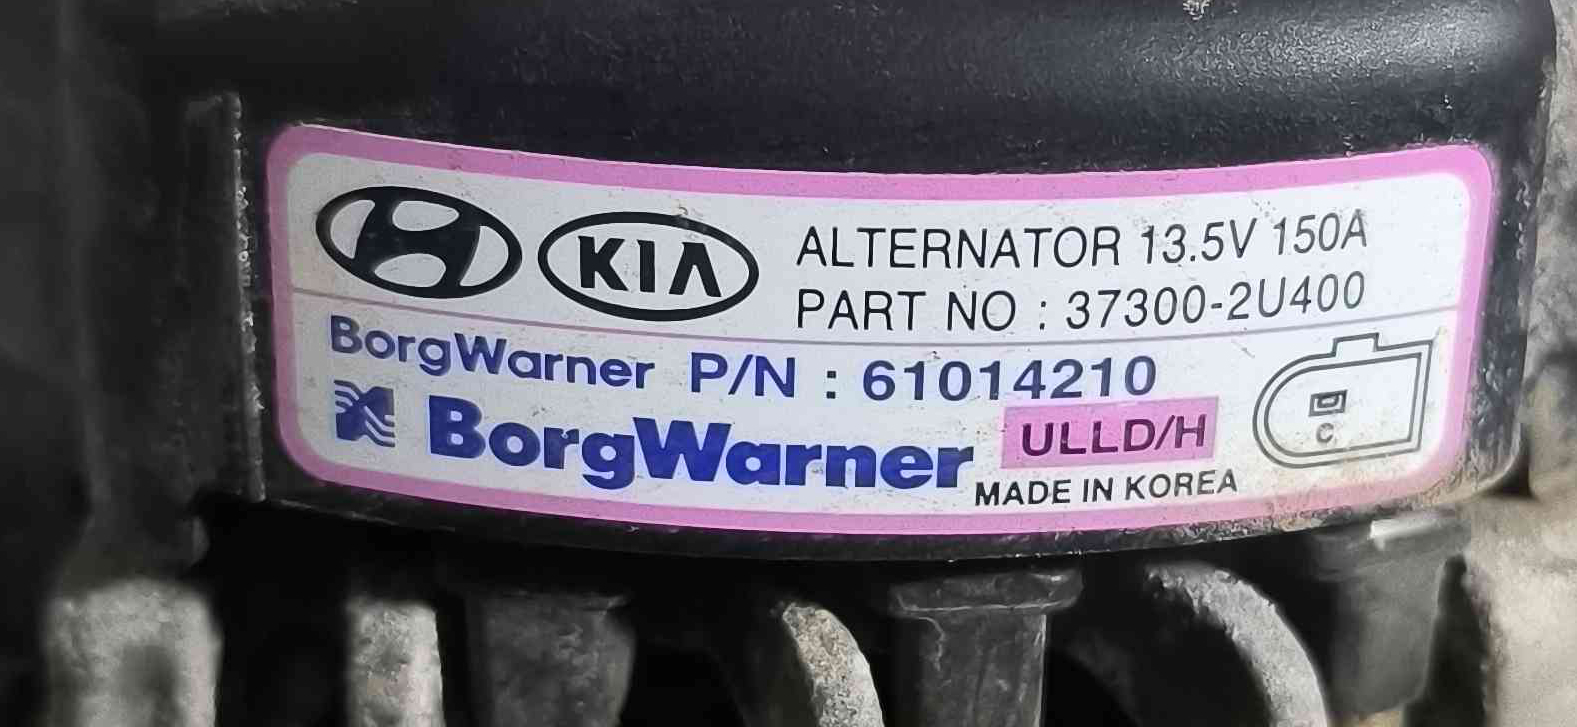 KIA
ALTERNATOR 13.5V 150A
PART NO : 37300-2U400
BorgWarner P/N : 61014210
BorgWarner ULLD/H
MADE IN KOREA
C